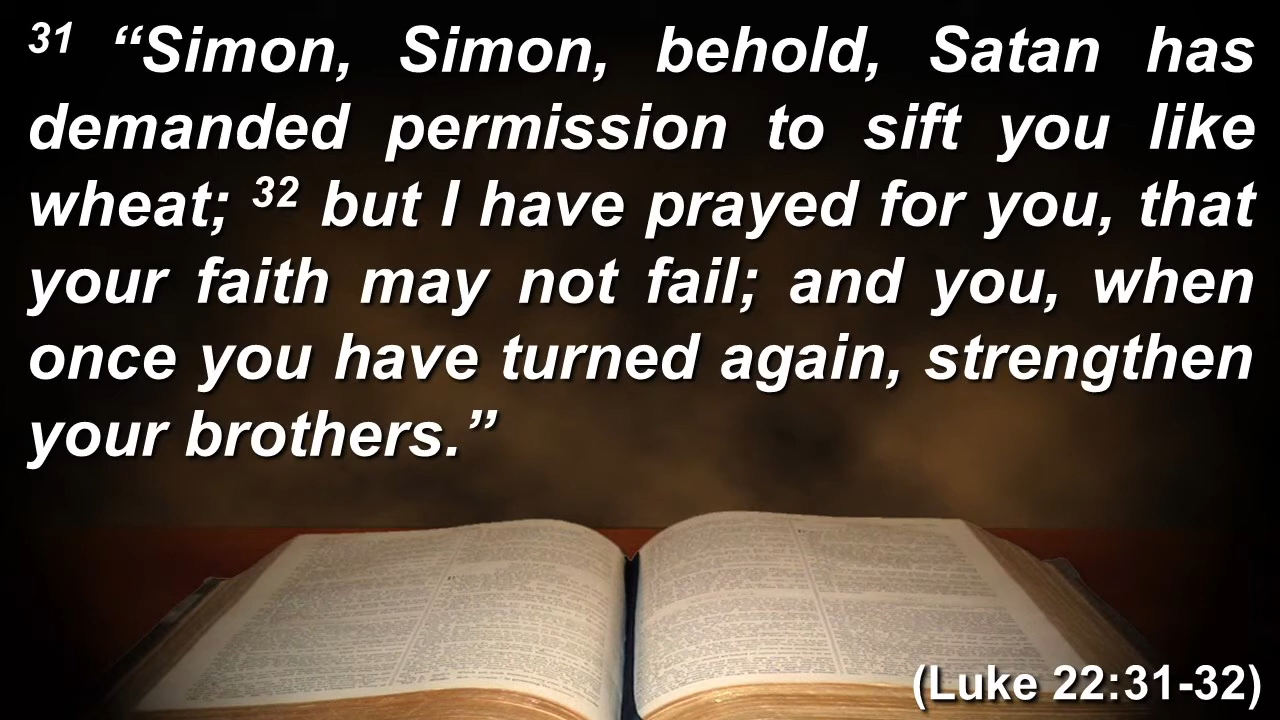 31 “Simon, Simon, behold, Satan has
demanded permission to sift you like
wheat; 32 but I have prayed for you, that
your faith may not fail; and you, when
once you have turned again, strengthen
your brothers.”
(Luke 22:31-32)